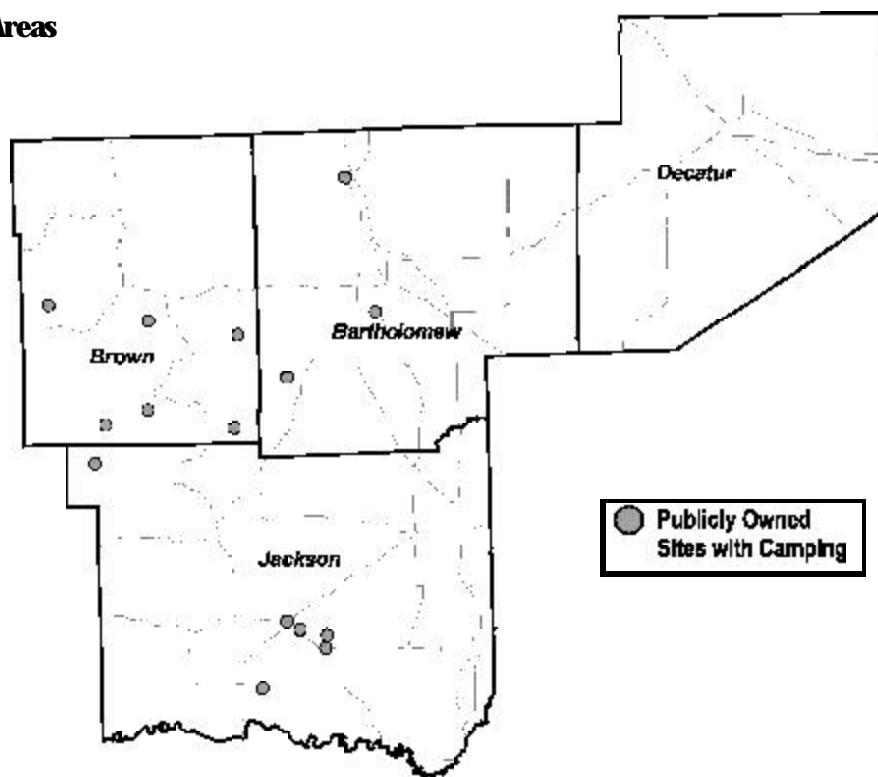 Areas
Decatur
Bartholomew
Brown
Jackson
Publicly Owned
Sites with Camping